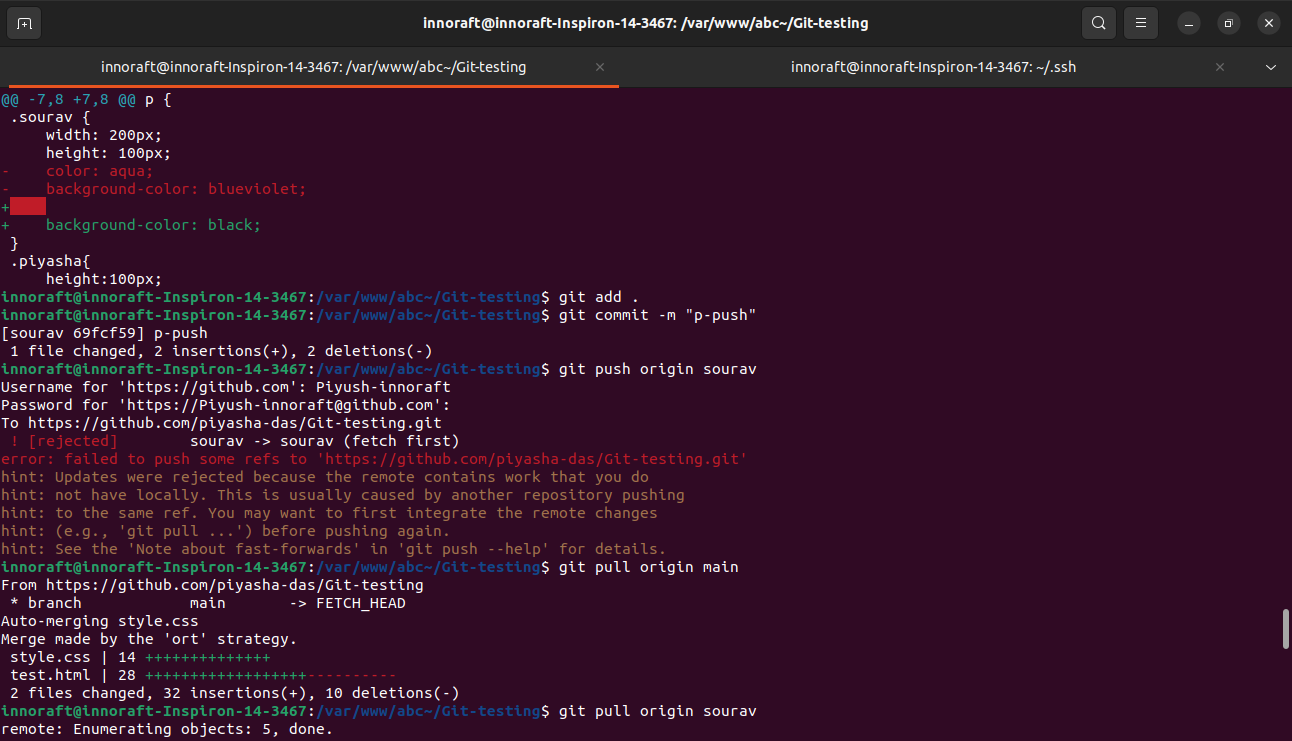 innoraft@innoraft-Inspiron-14-3467: /var/www/abc~/Git-testing
innoraft@innoraft-Inspiron-14-3467: /var/www/abc~/Git-testing
innoraft@innoraft-Inspiron-14-3467: ~/.ssh
@@ -7,8 +7,8 @@ p {
 .sourav {
     width: 200px;
     height: 100px;
-    color: aqua;
-    background-color: blueviolet;
+
+    background-color: black;
 }
 .piyasha{
     height:100px;
innoraft@innoraft-Inspiron-14-3467:/var/www/abc~/Git-testing$ git add .
innoraft@innoraft-Inspiron-14-3467:/var/www/abc~/Git-testing$ git commit -m "p-push"
[sourav 69fcf59] p-push
 1 file changed, 2 insertions(+), 2 deletions(-)
innoraft@innoraft-Inspiron-14-3467:/var/www/abc~/Git-testing$ git push origin sourav
Username for 'https://github.com': Piyush-innoraft
Password for 'https://Piyush-innoraft@github.com':
To https://github.com/piyasha-das/Git-testing.git
 ! [rejected]        sourav -> sourav (fetch first)
error: failed to push some refs to 'https://github.com/piyasha-das/Git-testing.git'
hint: Updates were rejected because the remote contains work that you do
hint: not have locally. This is usually caused by another repository pushing
hint: to the same ref. You may want to first integrate the remote changes
hint: (e.g., 'git pull ...') before pushing again.
hint: See the 'Note about fast-forwards' in 'git push --help' for details.
innoraft@innoraft-Inspiron-14-3467:/var/www/abc~/Git-testing$ git pull origin main
From https://github.com/piyasha-das/Git-testing
 * branch            main       -> FETCH_HEAD
Auto-merging style.css
Merge made by the 'ort' strategy.
 style.css | 14 ++++++++++++++
 test.html | 28 ++++++++++++++++++----------
 2 files changed, 32 insertions(+), 10 deletions(-)
innoraft@innoraft-Inspiron-14-3467:/var/www/abc~/Git-testing$ git pull origin sourav
remote: Enumerating objects: 5, done.